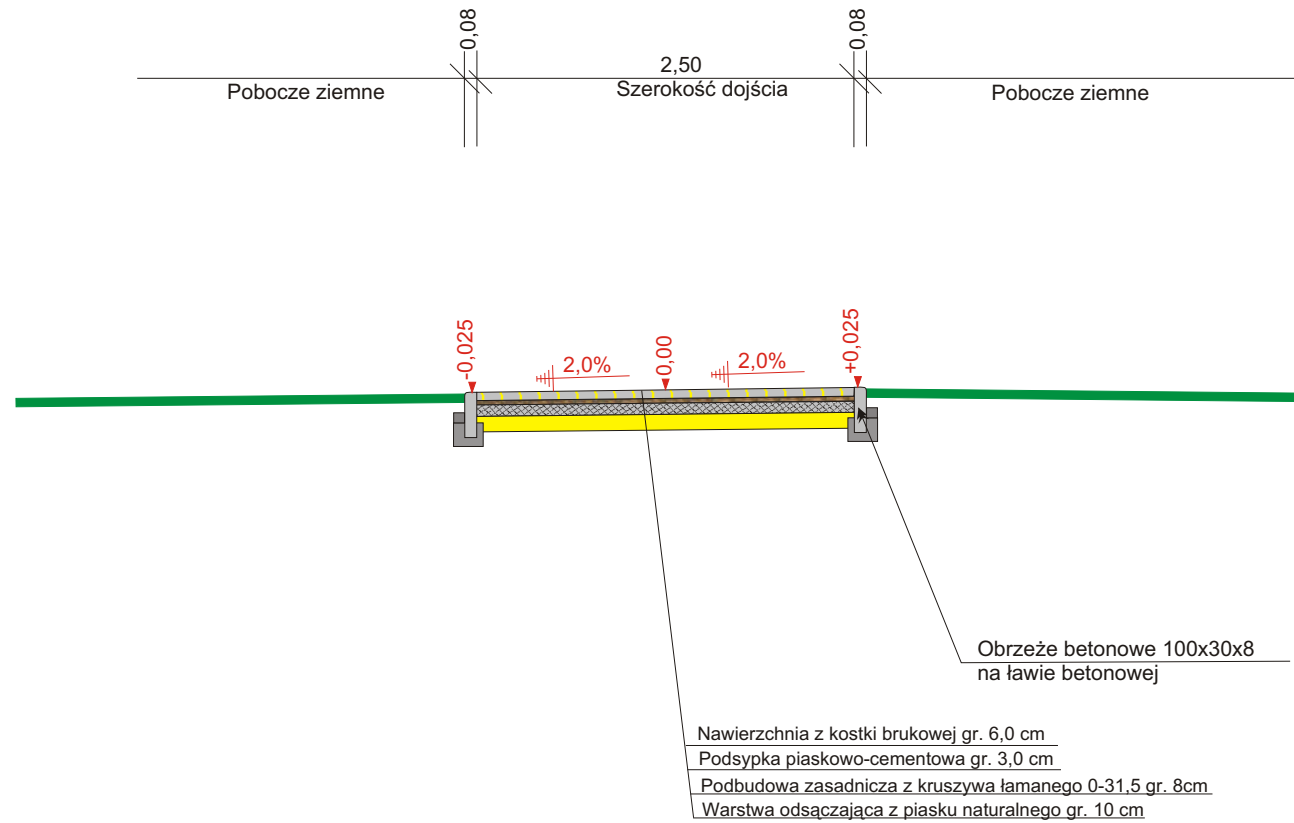 0,08
0,08
2,50
Pobocze ziemne
Szerokość dojścia
Pobocze ziemne
-0,025
2,0%
0,00
2,0%
+0,025
Obrzeże betonowe 100x30x8
na ławie betonowej
Nawierzchnia z kostki brukowej gr. 6,0 cm
Podsypka piaskowo-cementowa gr. 3,0 cm
Podbudowa zasadnicza z kruszywa łamanego 0-31,5 gr. 8cm
Warstwa odsączająca z piasku naturalnego gr. 10 cm